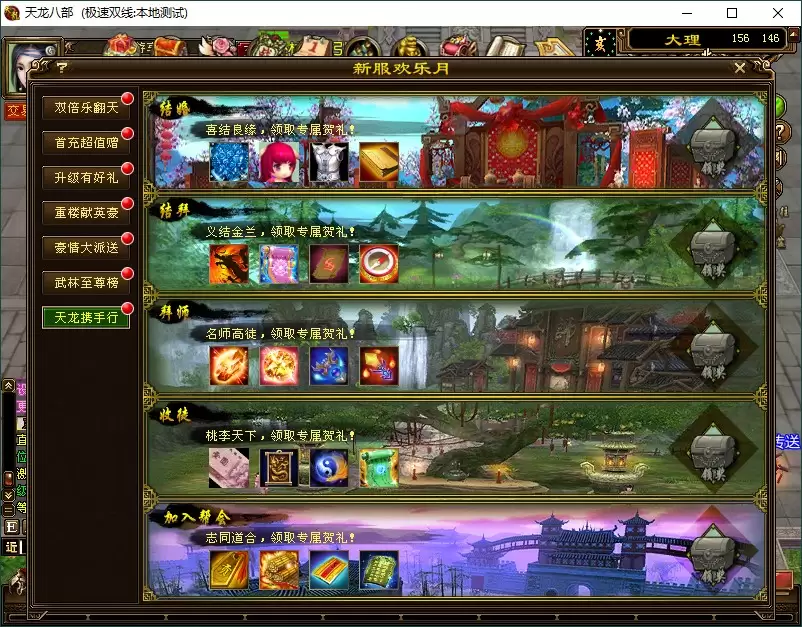 天龙八部 (极速双线:本地测试)
亥
大理
156 146
?
新服欢乐月
交易
双倍乐翻天
首充超值赠
升级有好礼
重楼献英豪
豪情大派送
武林至尊榜
天龙携手行
结婚
喜结良缘，领取专属贺礼！
领奖
结拜
义结金兰，领取专属贺礼！
领奖
拜师
名师高徒，领取专属贺礼！
领奖
收徒
桃李天下，领取专属贺礼！
领奖
加入帮会
志同道合，领取专属贺礼！
领奖
传送
近